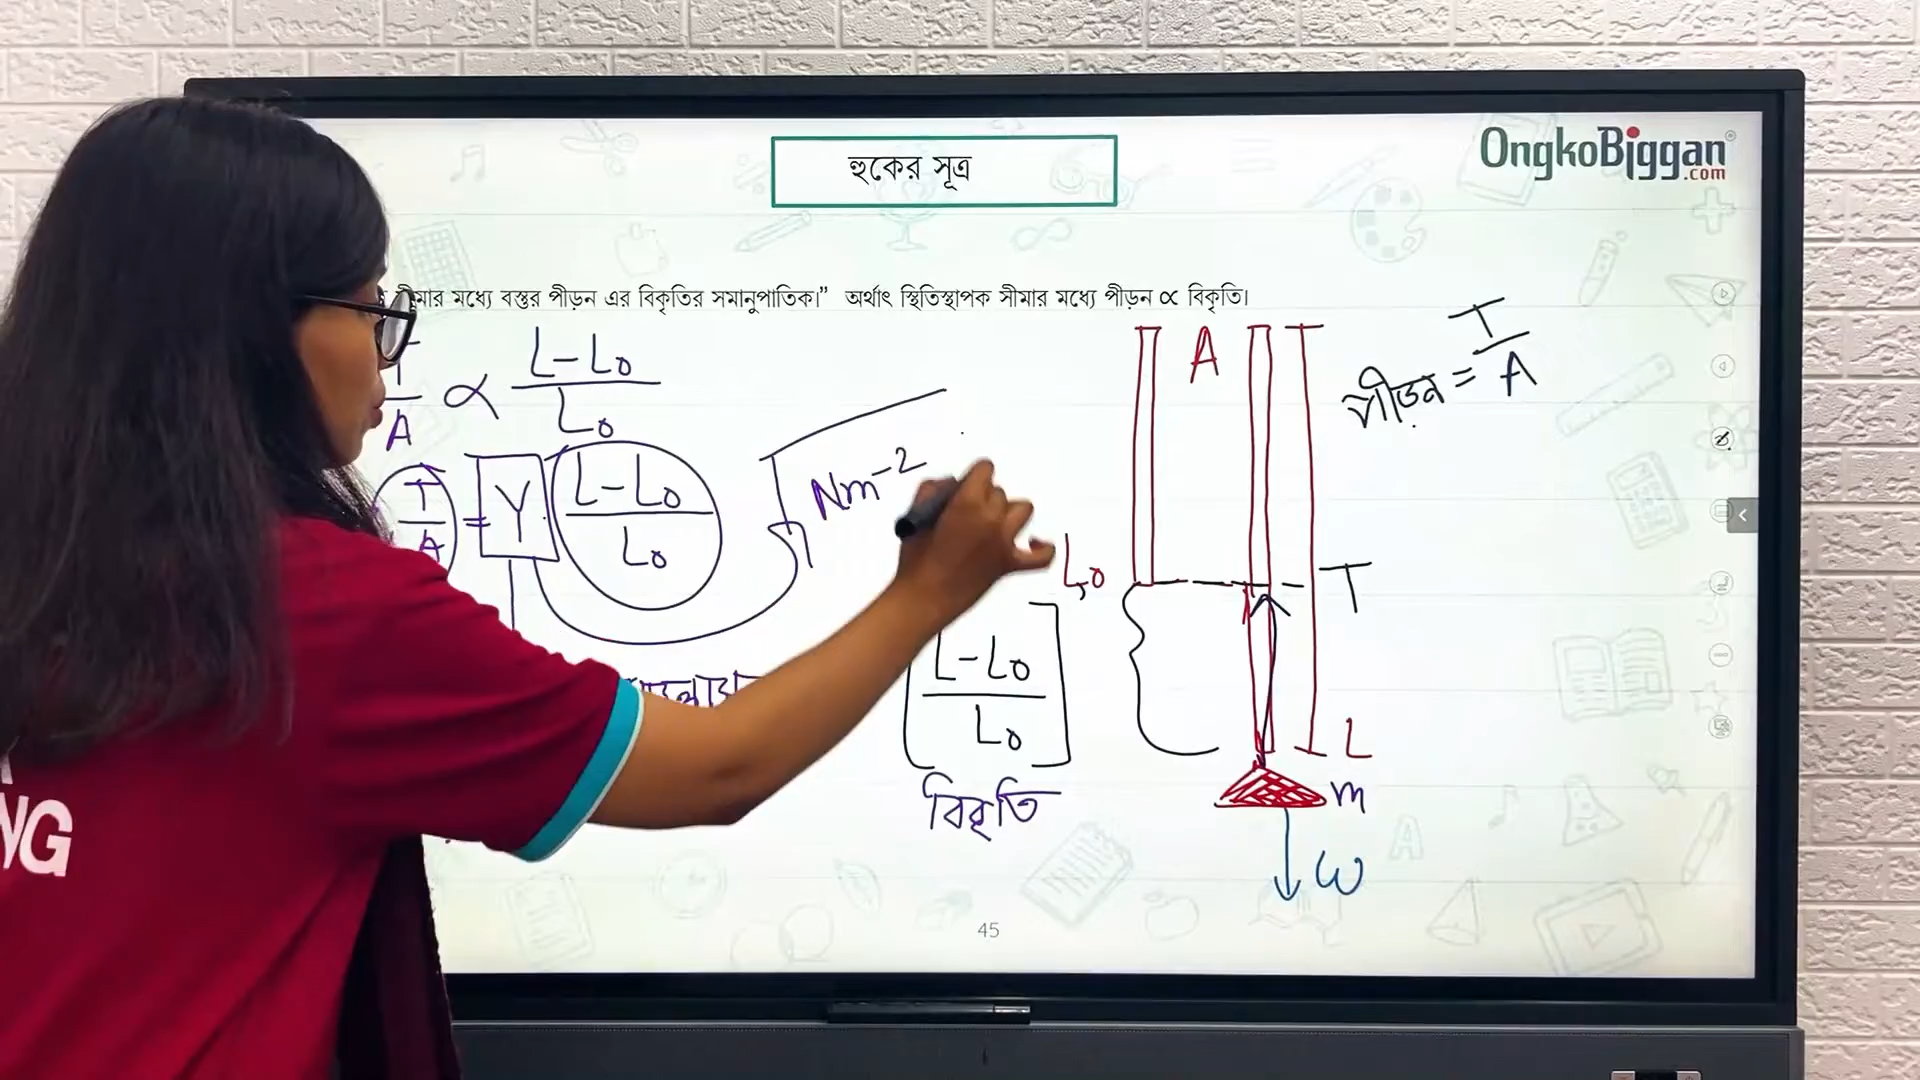 হুকের সূত্র
OngkoBiggan
.com
সীমার মধ্যে বস্তুর পীড়ন এর বিকৃতির সমানুপাতিক।” অর্থাৎ স্থিতিস্থাপক সীমার মধ্যে পীড়ন ∝ বিকৃতি।
T/A ∝ L-L₀/L₀
T/A = Y L-L₀/L₀
Nm⁻²
L-L₀/L₀
বিকৃতি
A
L₀
T
L
m
W
পীড়ন = T/A
45
NG